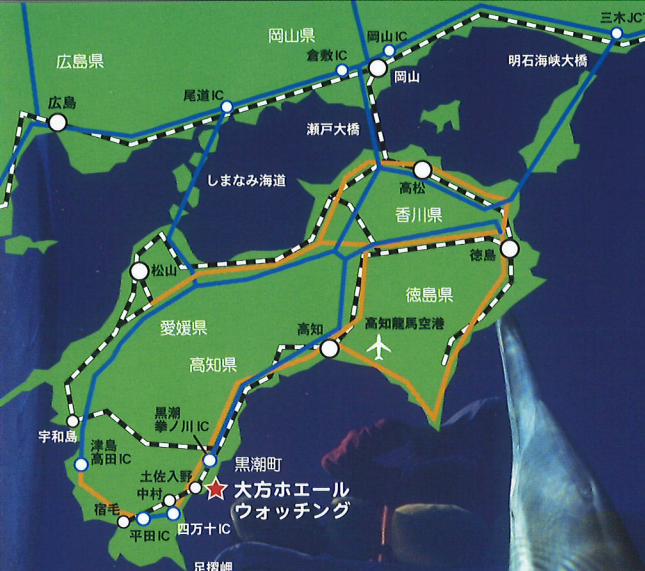 三木JCT
岡山県
岡山IC
倉敷IC
広島県
明石海峡大橋
岡山
尾道IC
広島
瀬戸大橋
しまなみ海道
高松
香川県
徳島
松山
徳島県
愛媛県
高知
高知龍馬空港
高知県
黒潮
拳ノ川IC
宇和島
津島
高田IC
黒潮町
土佐入野
大方ホエール
ウォッチング
中村
宿毛
四万十IC
平田IC
足摺岬